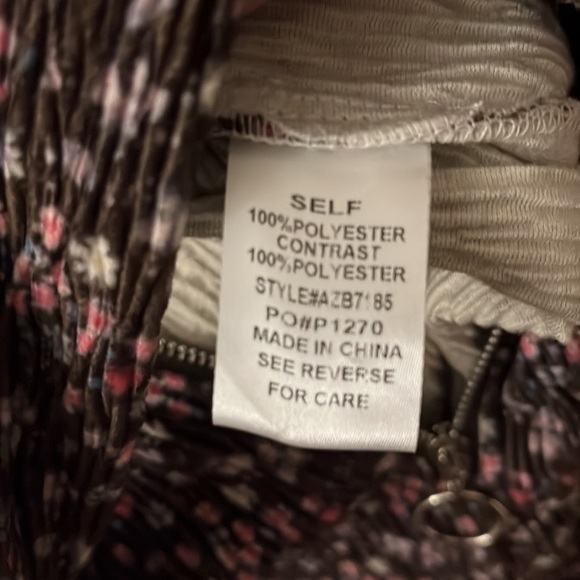 SELF
100%POLYESTER
CONTRAST
100%POLYESTER
STYLE#AZB7185
PO#P1270
MADE IN CHINA
SEE REVERSE
FOR CARE